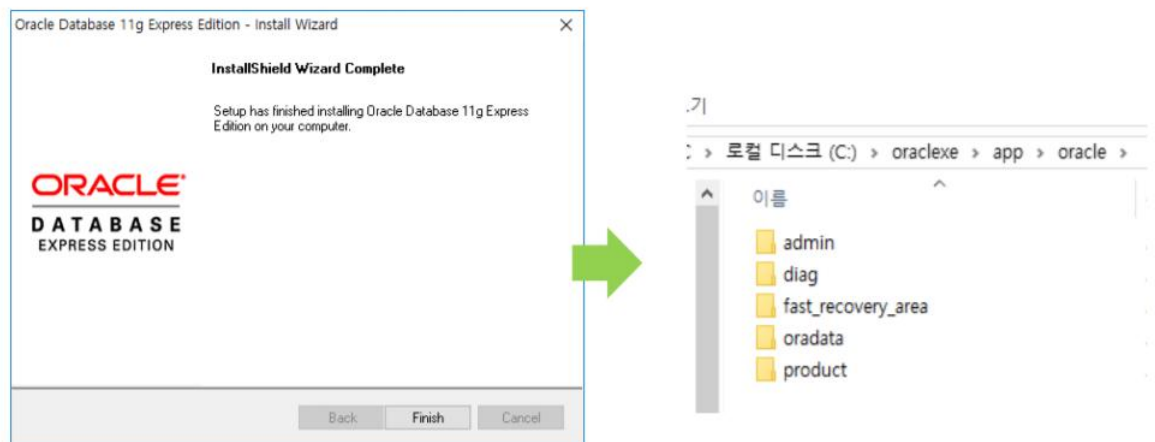 Oracle Database 11g Express Edition - Install Wizard
InstallShield Wizard Complete
Setup has finished installing Oracle Database 11g Express
Edition on your computer.
ORACLE
DATABASE
EXPRESS EDITION
Back Finish Cancel
로컬 디스크 (C:) > oraclexe > app > oracle >
이름
admin
diag
fast_recovery_area
oradata
product